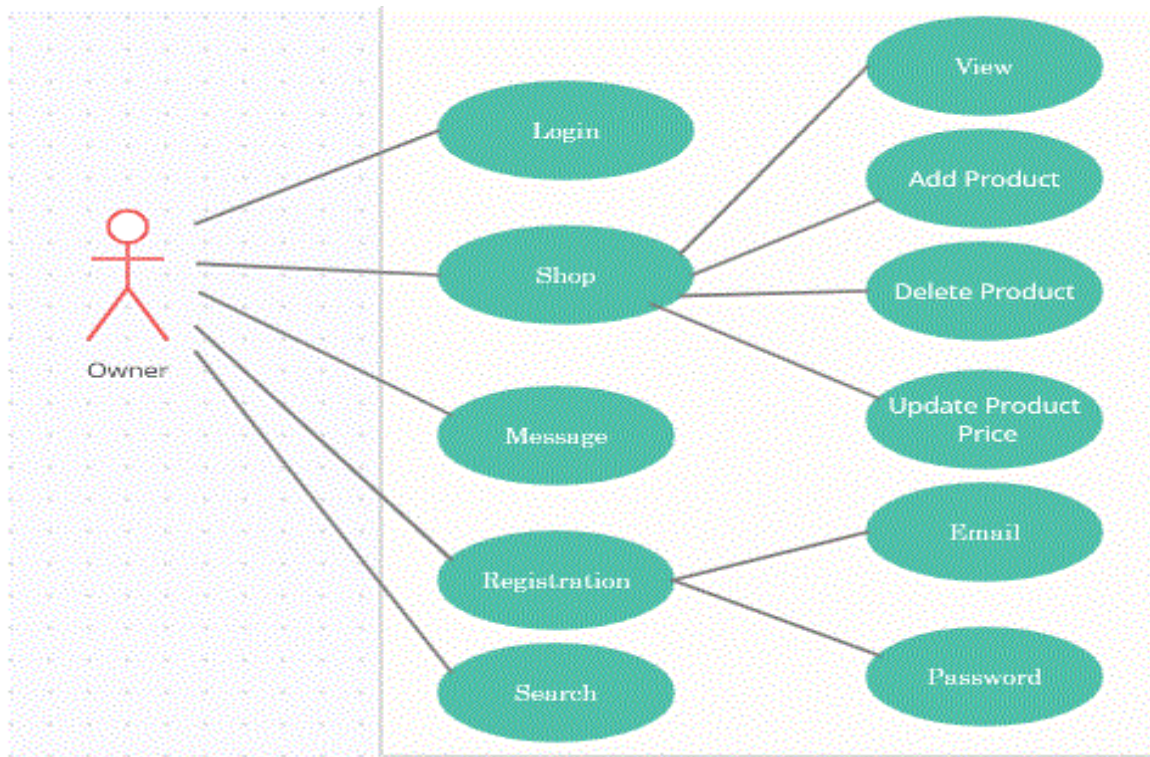 View
Login
Add Product
Shop
Delete Product
Owner
Update Product
Price
Message
Email
Registration
Password
Search